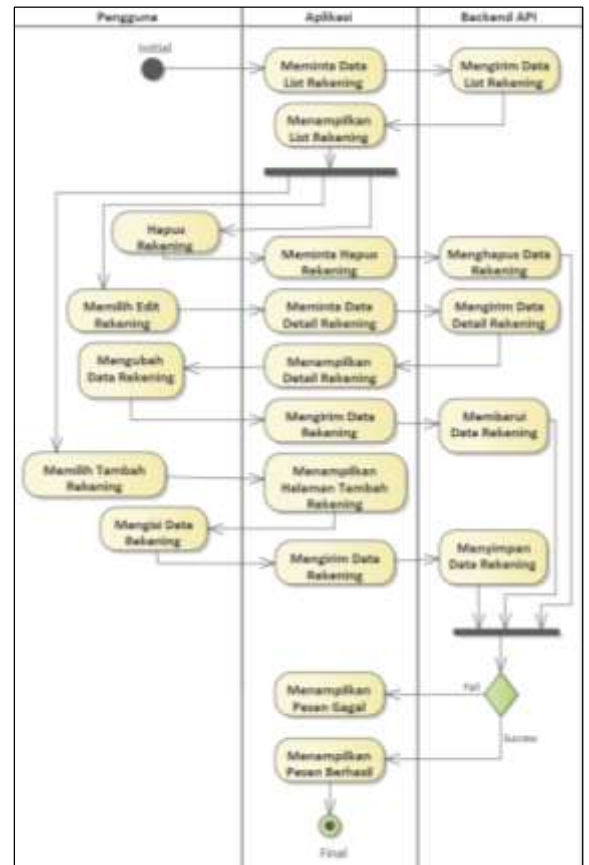 Pengguna
Aplikasi
Backend API
Initial
Meminta Data
List Rekening
Mengirim Data
List Rekening
Menampilkan
List Rekening
Hapus
Rekening
Meminta Hapus
Rekening
Menghapus Data
Rekening
Memilih Edit
Rekening
Meminta Data
Detail Rekening
Mengirim Data
Detail Rekening
Mengubah
Data Rekening
Menampilkan
Detail Rekening
Mengirim Data
Rekening
Membarui
Data Rekening
Memilih Tambah
Rekening
Menampilkan
Halaman Tambah
Rekening
Mengisi Data
Rekening
Mengirim Data
Rekening
Menyimpan
Data Rekening
Menampilkan
Pesan Gagal
Fail
Success
Menampilkan
Pesan Berhasil
Final